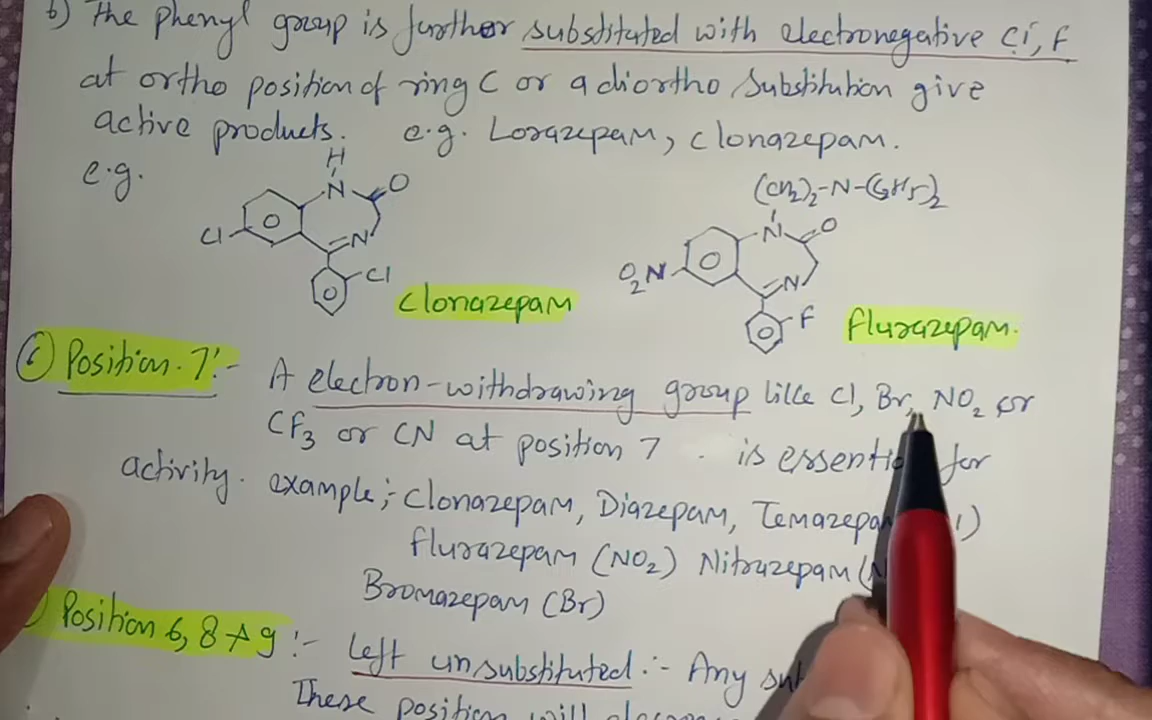 b) The phenyl group is further substituted with electronegative Cl, F
at ortho position of ring C or a diortho substitution give
active products. e.g. Lorazepam, Clonazepam.
e.g.
H
N
O
Cl
N
Cl
Clonazepam
(CH2)2-N-(C2H5)2
N
O
O2N
N
F
Flurazepam.
c) Position 7:- A electron-withdrawing group like Cl, Br, NO2 or
CF3 or CN at position 7. is essential for
activity. example;- Clonazepam, Diazepam, Temazepam
Flurazepam (NO2) Nitrazepam
Bromazepam (Br)
Position 6, 8 & 9:- Left unsubstituted:- Any
These position will